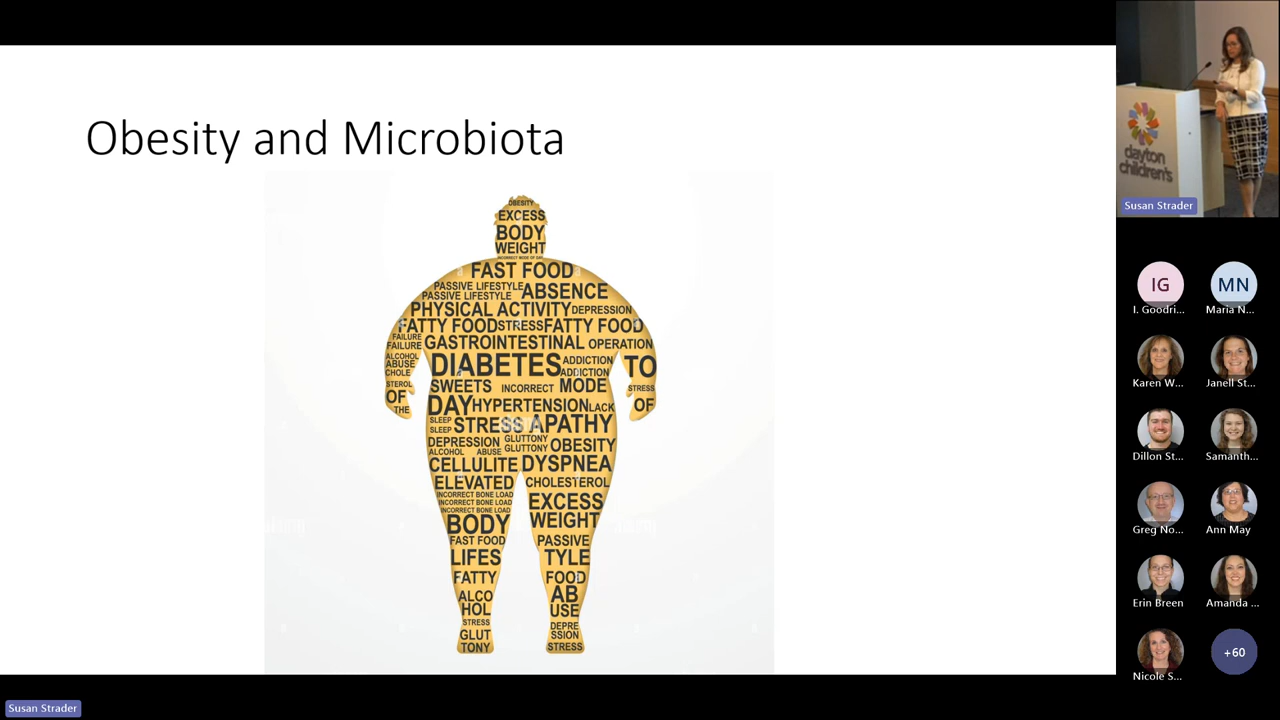 Obesity and Microbiota
OBESITY
EXCESS
BODY
WEIGHT
FAST FOOD
PASSIVE LIFESTYLE
PASSIVE LIFESTYLE
ABSENCE
PHYSICAL ACTIVITY DEPRESSION
FATTY FOOD STRESS FATTY FOOD
FAILURE
FAILURE
GASTROINTESTINAL OPERATION
ALCOHOL
ABUSE
CHOLE
STEROL
DIABETES
ADDICTION
ADDICTION
TO
SWEETS INCORRECT MODE
STRESS
OF
THE
DAY HYPERTENSION LACK
OF
SLEEP
SLEEP
STRESS APATHY
DEPRESSION
GLUTTONY
GLUTTONY
OBESITY
ALCOHOL ABUSE
CELLULITE DYSPNEA
ELEVATED CHOLESTEROL
INCORRECT BONE LOAD
INCORRECT BONE LOAD
INCORRECT BONE LOAD
EXCESS
WEIGHT
BODY
FAST FOOD PASSIVE
LIFES TYLE
FATTY FOOD
ALCO
HOL
AB
USE
STRESS
DEPRE
SSION
GLUT
TONY
STRESS
dayton
children's
Susan Strader
IG
I. Goodri...
MN
Maria N...
Karen W...
Janell St...
Dillon St...
Samanth...
Greg No...
Ann May
Erin Breen
Amanda ...
Nicole S...
+60
Susan Strader